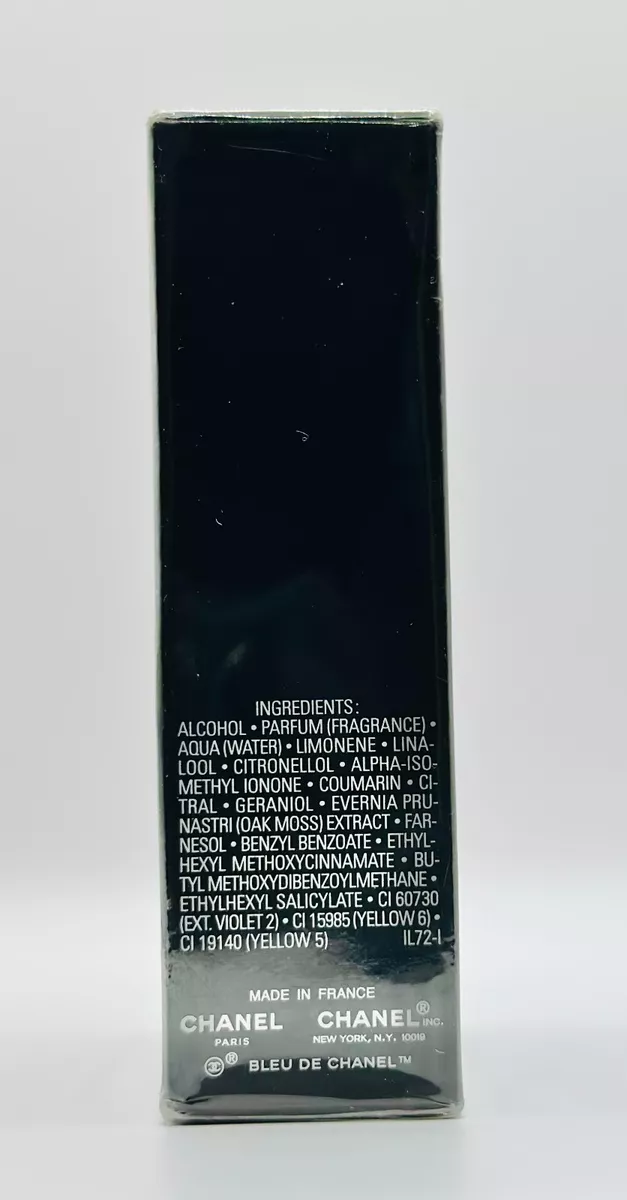 INGREDIENTS:
ALCOHOL • PARFUM (FRAGRANCE) •
AQUA (WATER) • LIMONENE • LINA-
LOOL • CITRONELLOL • ALPHA-ISO-
METHYL IONONE • COUMARIN • CI-
TRAL • GERANIOL • EVERNIA PRU-
NASTRI (OAK MOSS) EXTRACT • FAR-
NESOL • BENZYL BENZOATE • ETHYL-
HEXYL METHOXYCINNAMATE • BU-
TYL METHOXYDIBENZOYLMETHANE •
ETHYLHEXYL SALICYLATE • CI 60730
(EXT. VIOLET 2) • CI 15985 (YELLOW 6) •
CI 19140 (YELLOW 5) IL72-I
MADE IN FRANCE
CHANEL CHANEL® INC.
PARIS NEW YORK, N.Y. 10019
® BLEU DE CHANEL™